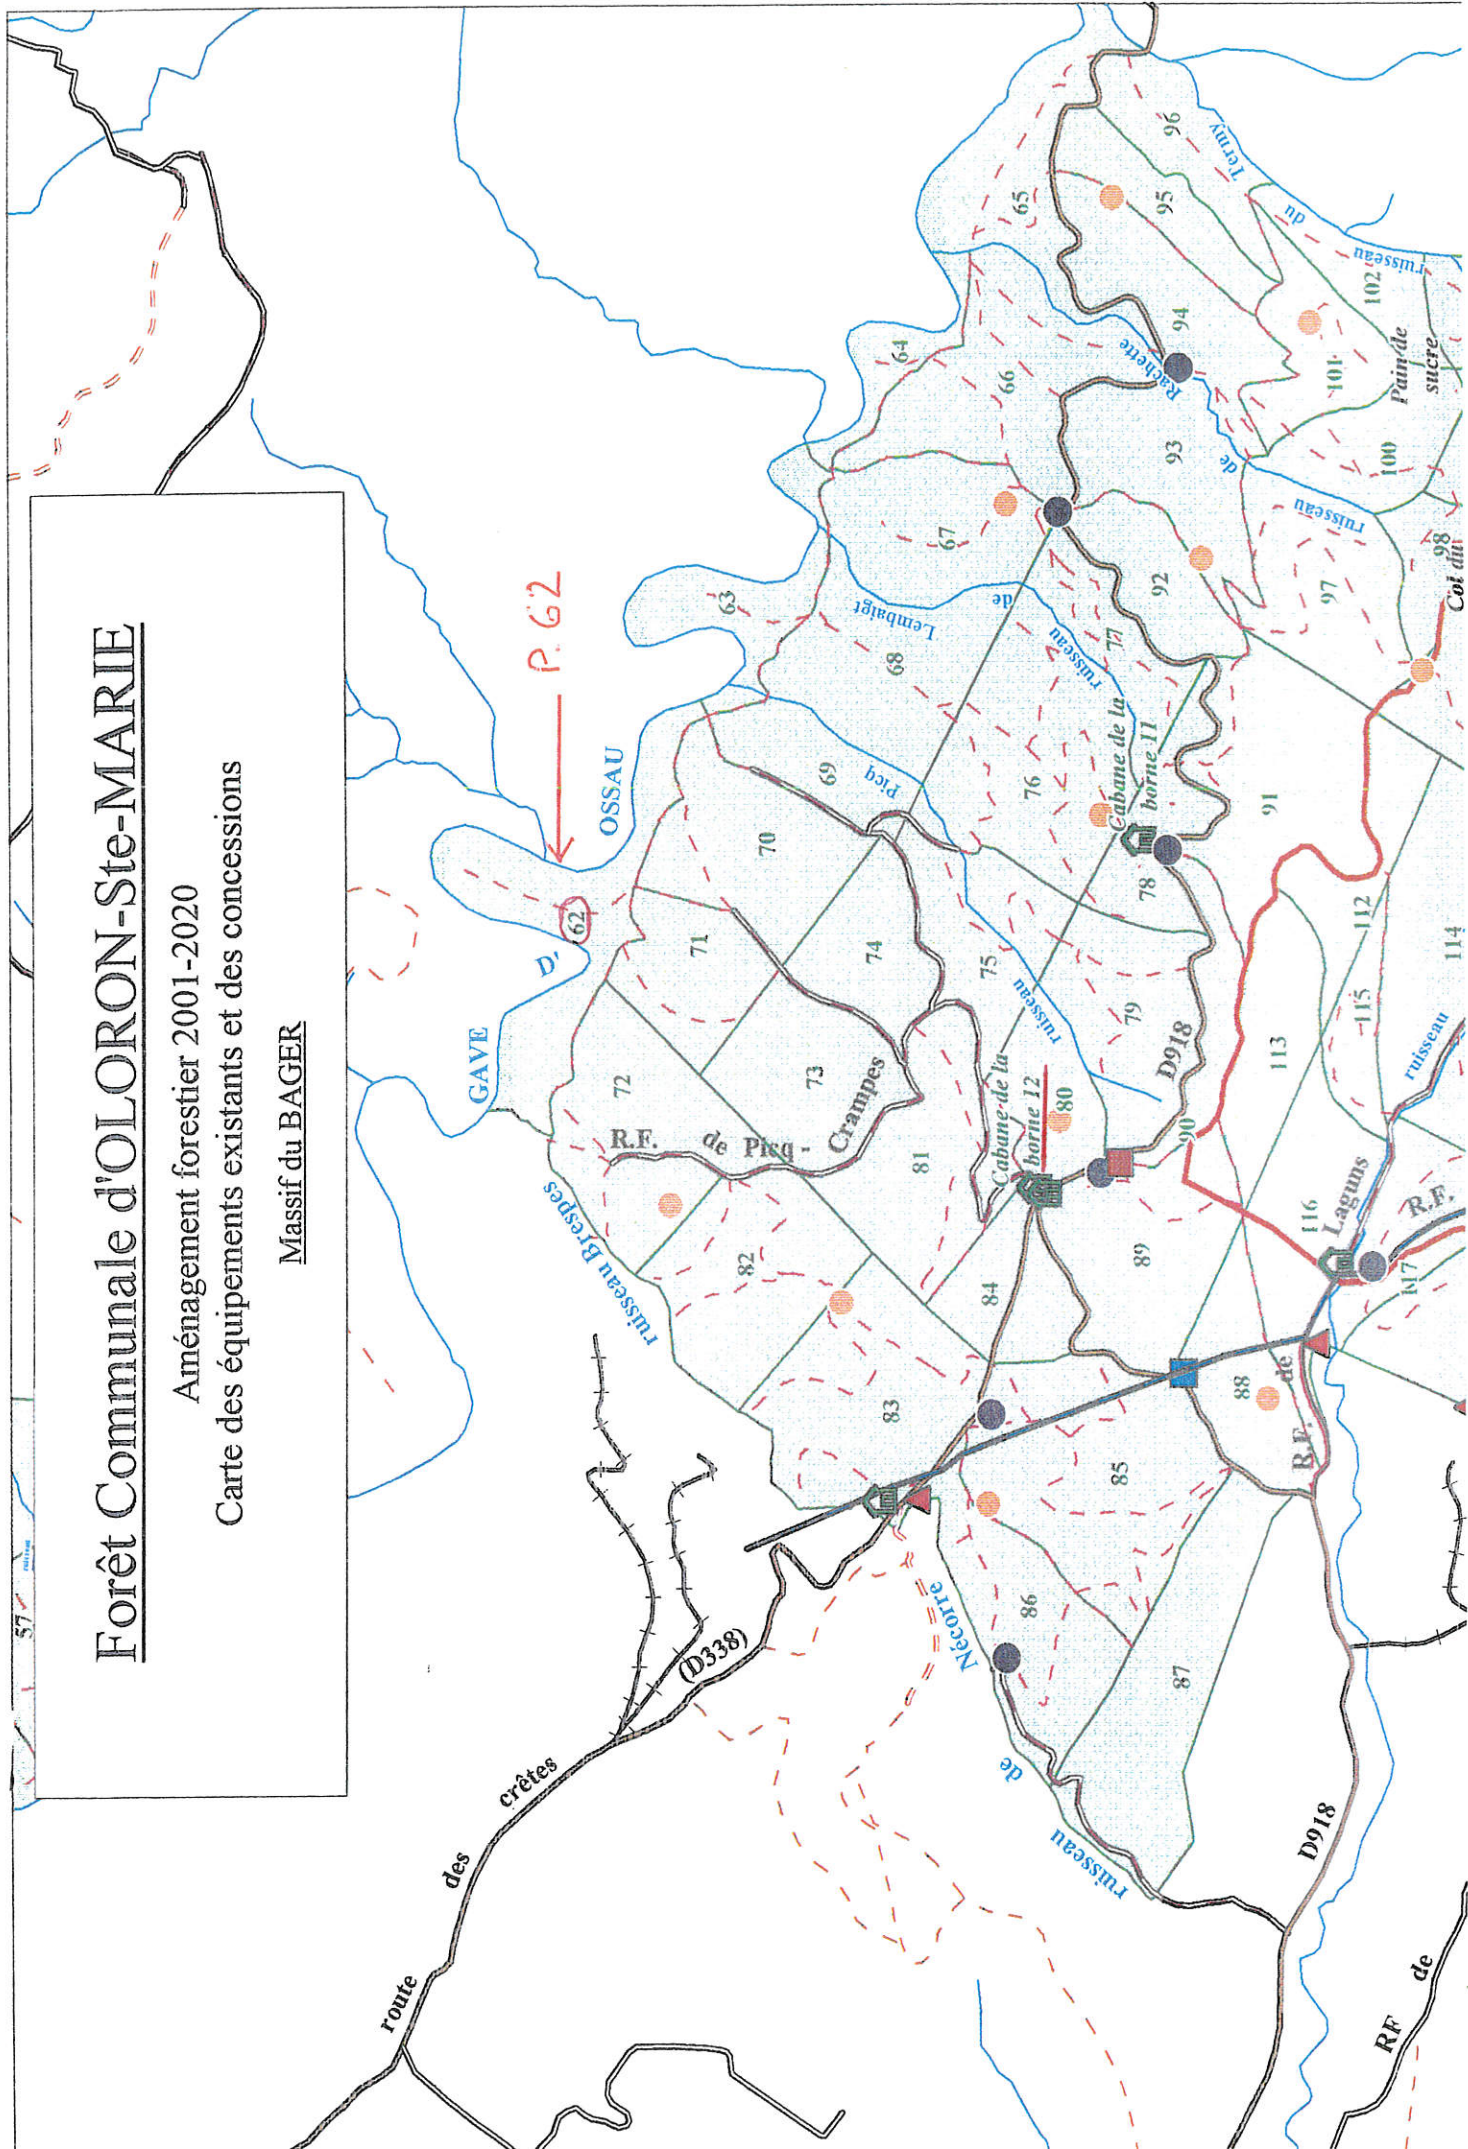 Forêt Communale d'OLORON-Ste-MARIE
Aménagement forestier 2001-2020
Carte des équipements existants et des concessions
Massif du BAGER
57
P. 62
route
des
crêtes
(D338)
GAVE
D'
OSSAU
62
63
64
65
66
67
68
69
70
71
72
73
74
75
76
77
78
79
80
81
82
83
84
85
86
87
88
89
90
91
92
93
94
95
96
97
98
100
101
102
112
113
114
115
116
117
ruisseau Brespes
R.F.
de
Picq -
Crampes
Picq
ruisseau
Lembaigt
de
ruisseau
Cabane de la
borne 11
Cabane de la
borne 12
D918
Rachette
de
ruisseau
Termy
du
ruisseau
Pain de
sucre
Col du
ruisseau
de
Nécorre
R.F.
de
Laguns
R.F.
ruisseau
D918
RF
de